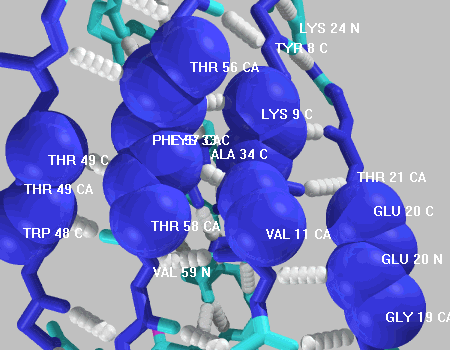 LYS 24 N
TYR 8 C
THR 56 CA
LYS 9 C
ALA 34 C
THR 49 C
THR 21 CA
THR 49 CA
GLU 20 C
THR 58 CA
TRP 48 C
VAL 11 CA
GLU 20 N
VAL 59 N
GLY 19 CA